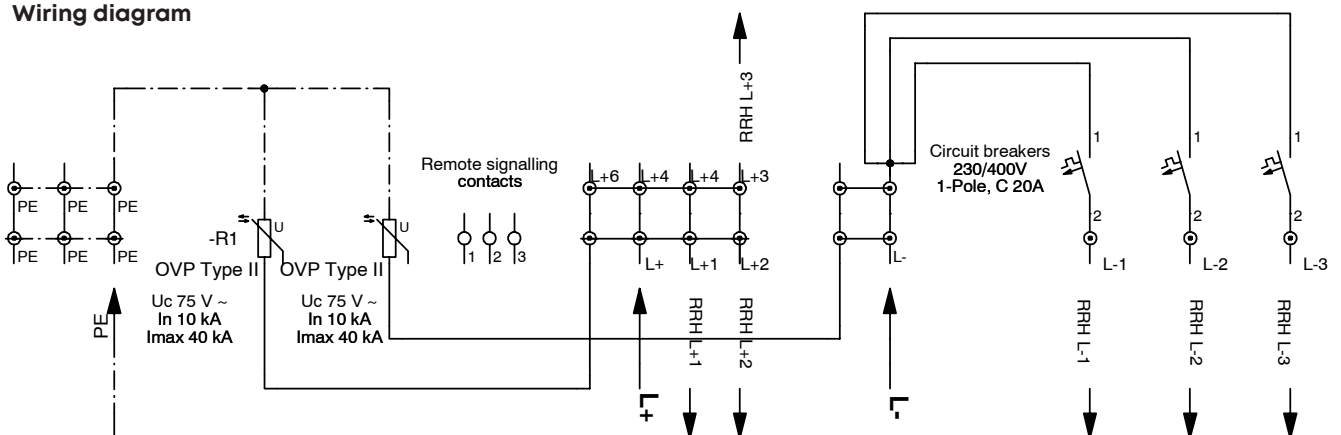 Wiring diagram
RRH L+3
Remote signalling
contacts
Circuit breakers
230/400V
1-Pole, C 20A
1
1
1
L+6
L+4
L+4
L+3
PE
PE
PE
2
2
2
-R1
U
U
PE
PE
PE
1
2
3
L+
L+1
L+2
L-
L-1
L-2
L-3
OVP Type II
OVP Type II
Uc 75 V ~
In 10 kA
Imax 40 kA
Uc 75 V ~
In 10 kA
Imax 40 kA
PE
RRH L+1
RRH L+2
RRH L-1
RRH L-2
RRH L-3
L+
L-